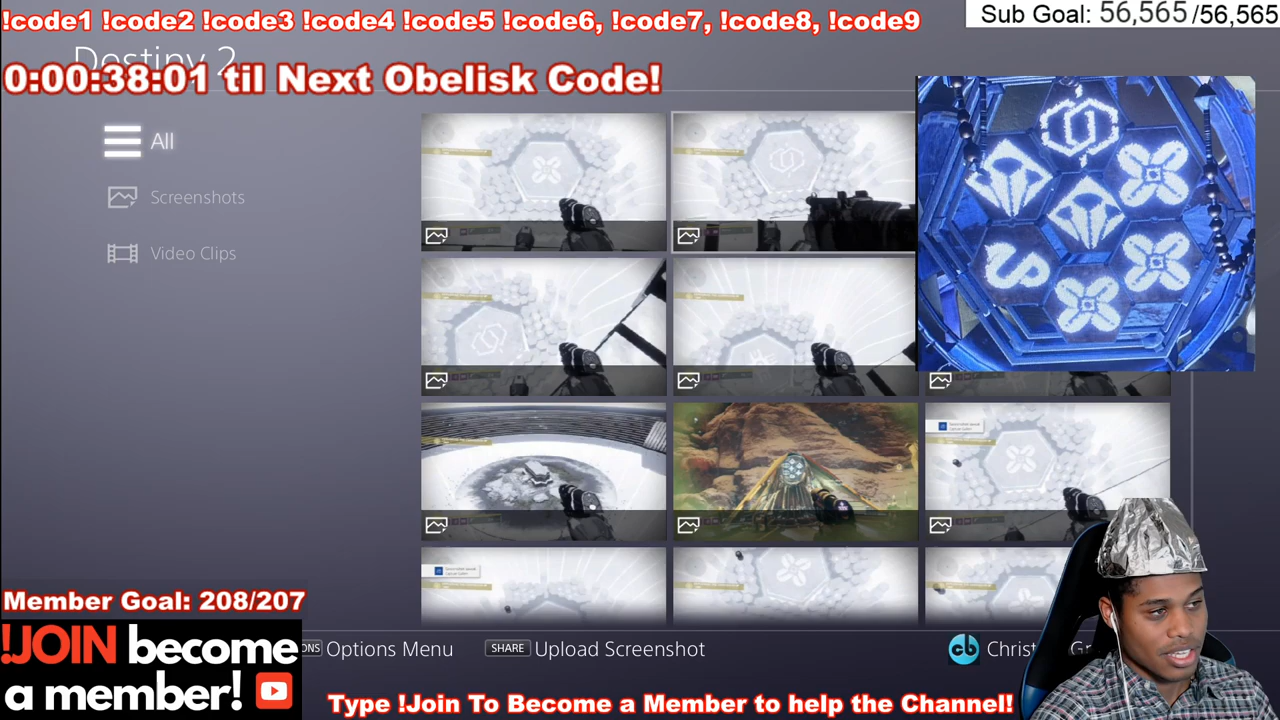 !code1 !code2 !code3 !code4 !code5 !code6, !code7, !code8, !code9
Sub Goal: 56,565 /56,565
Destiny 2
0:00:38:01 til Next Obelisk Code!
All
Screenshots
Video Clips
Member Goal: 208/207
!JOIN become
a member!
Options Menu
SHARE Upload Screenshot
cb
Type !Join To Become a Member to help the Channel!